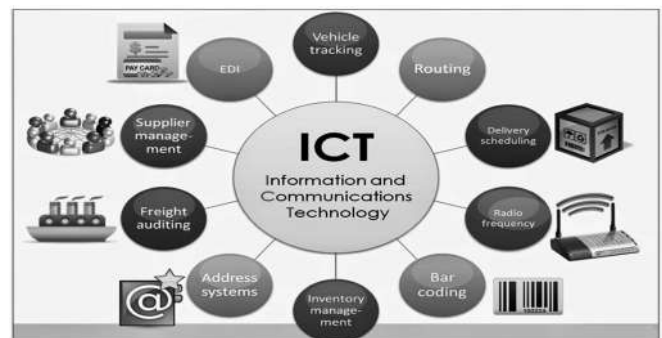 Vehicle
tracking
EDI
Routing
PAY CARD
Supplier
manage-
ment
Delivery
scheduling
ICT
Information and
Communications
Technology
Freight
auditing
Radio
frequency
Address
systems
Bar
coding
@
Inventory
manage-
ment